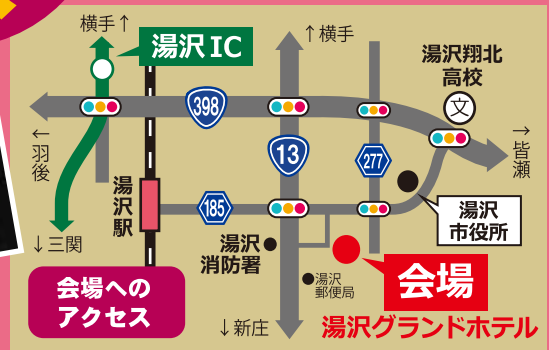 横手↑
湯沢IC
↑横手
湯沢翔北
高校
文
398
←羽後
13
277
→皆瀬
湯沢駅
185
湯沢
市役所
↓三関
湯沢
消防署
会場への
アクセス
湯沢
郵便局
会場
↓新庄
湯沢グランドホテル